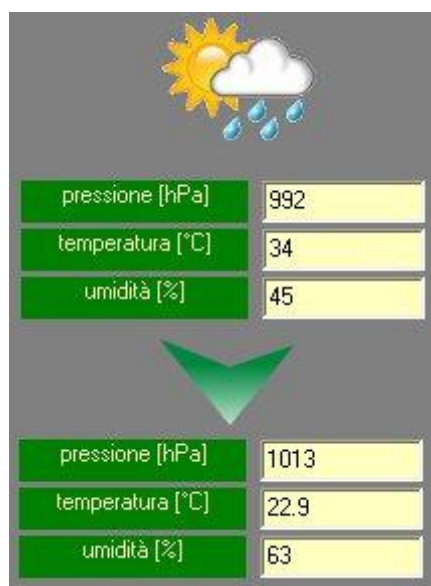 pressione [hPa] 992
temperatura [°C] 34
umidità [%] 45
pressione [hPa] 1013
temperatura [°C] 22.9
umidità [%] 63